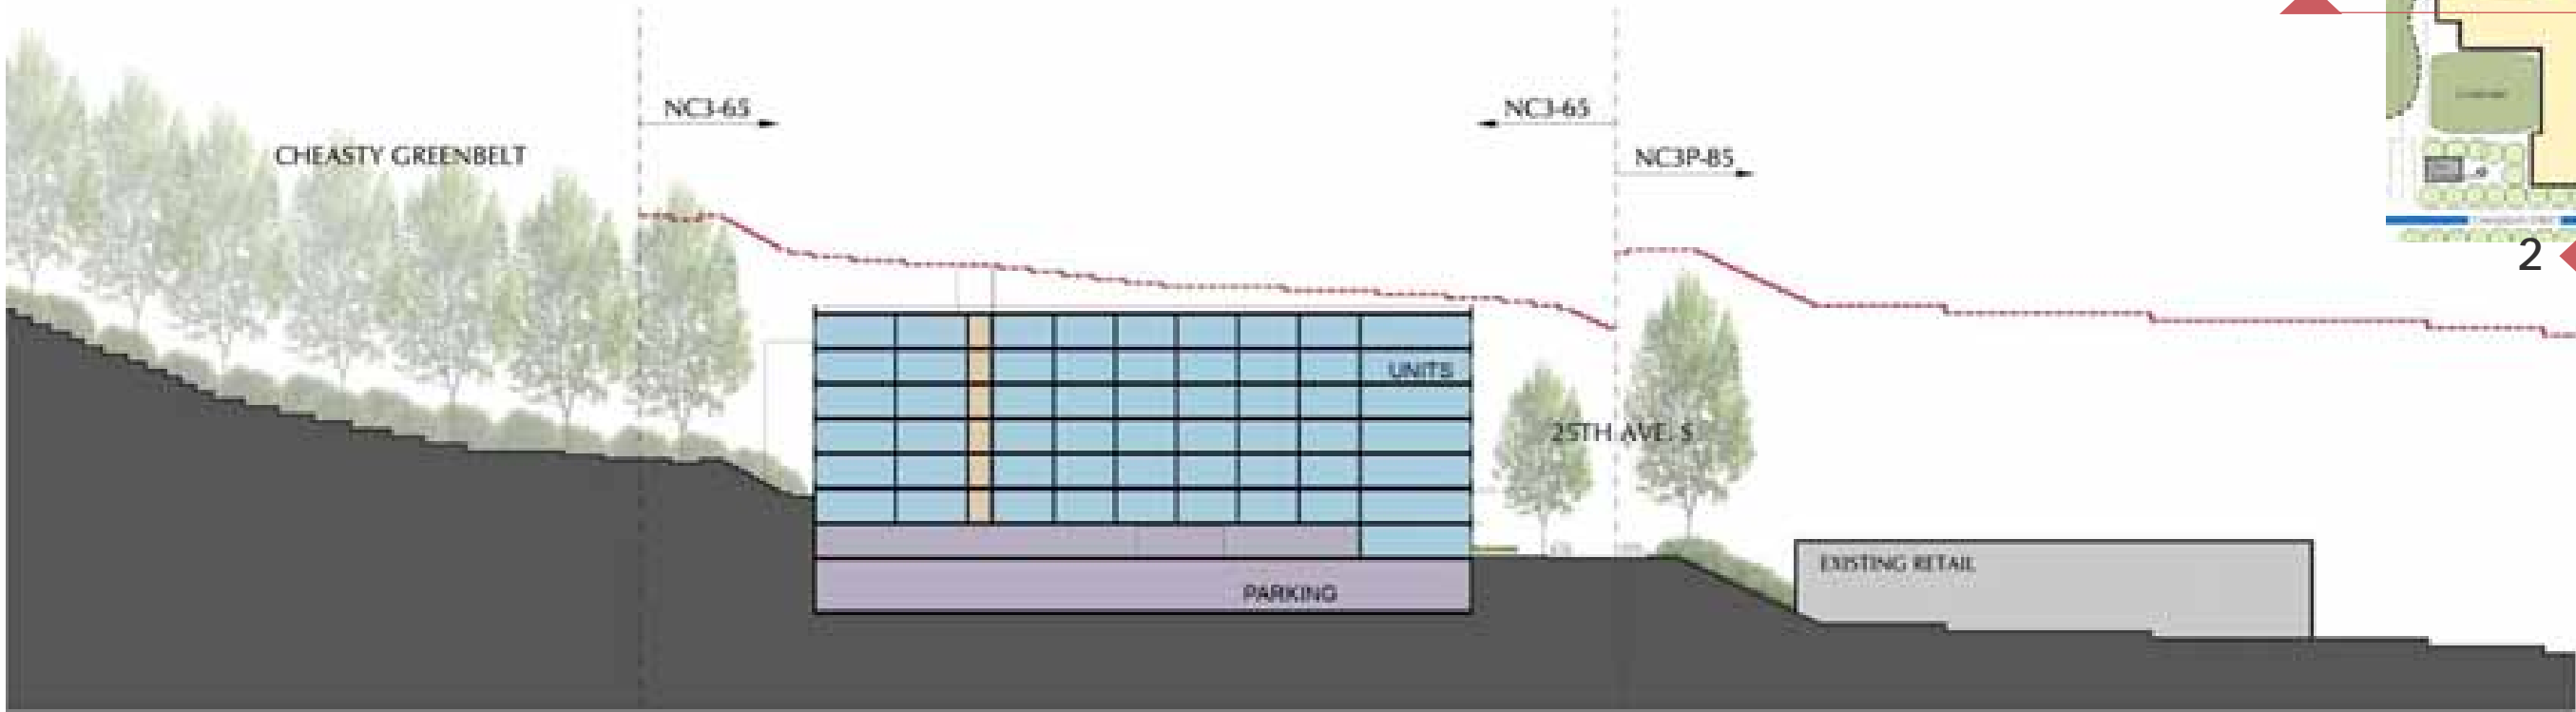 NC3-65
NC3-65
CHEASTY GREENBELT
NC3P-85
2
UNITS
25TH AVE. S
EXISTING RETAIL
PARKING